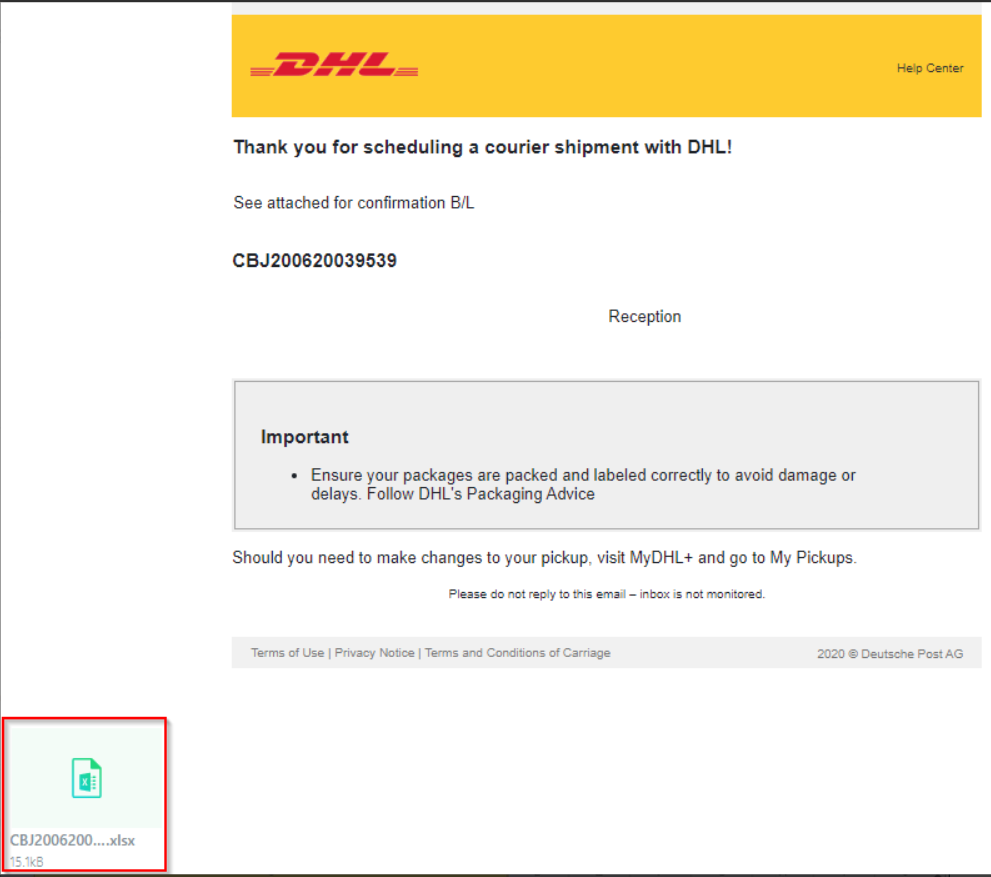 DHL
Help Center
Thank you for scheduling a courier shipment with DHL!
See attached for confirmation B/L
CBJ200620039539
Reception
Important
• Ensure your packages are packed and labeled correctly to avoid damage or
delays. Follow DHL's Packaging Advice
Should you need to make changes to your pickup, visit MyDHL+ and go to My Pickups.
Please do not reply to this email – inbox is not monitored.
Terms of Use | Privacy Notice | Terms and Conditions of Carriage
2020 © Deutsche Post AG
X
CBJ2006200....xlsx
15.1kB